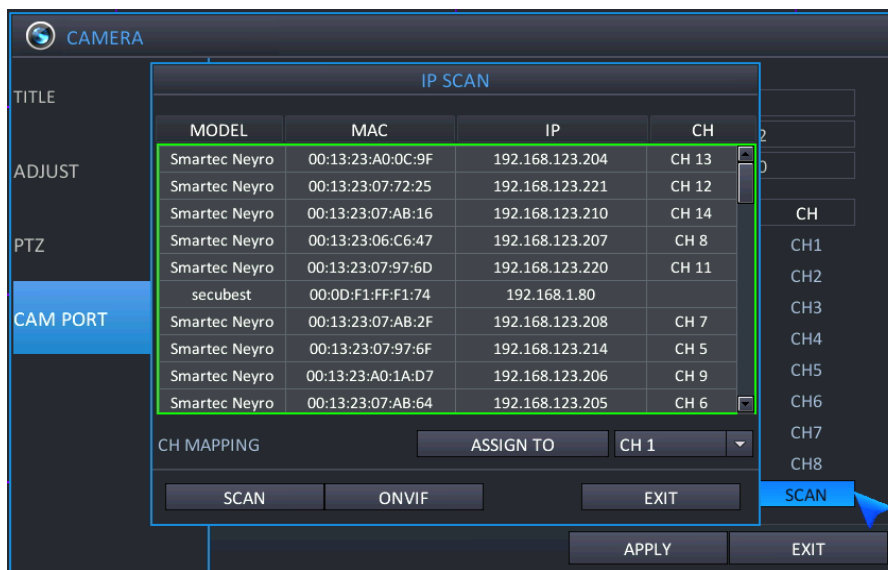 CAMERA
IP SCAN
TITLE
ADJUST
PTZ
CAM PORT
MODEL MAC IP CH
Smartec Neyro 00:13:23:A0:0C:9F 192.168.123.204 CH 13
Smartec Neyro 00:13:23:07:72:25 192.168.123.221 CH 12
Smartec Neyro 00:13:23:07:AB:16 192.168.123.210 CH 14
Smartec Neyro 00:13:23:06:C6:47 192.168.123.207 CH 8
Smartec Neyro 00:13:23:07:97:6D 192.168.123.220 CH 11
secubest 00:0D:F1:FF:F1:74 192.168.1.80
Smartec Neyro 00:13:23:07:AB:2F 192.168.123.208 CH 7
Smartec Neyro 00:13:23:07:97:6F 192.168.123.214 CH 5
Smartec Neyro 00:13:23:A0:1A:D7 192.168.123.206 CH 9
Smartec Neyro 00:13:23:07:AB:64 192.168.123.205 CH 6
CH MAPPING ASSIGN TO CH 1
SCAN ONVIF EXIT
CH
CH1
CH2
CH3
CH4
CH5
CH6
CH7
CH8
SCAN
APPLY EXIT